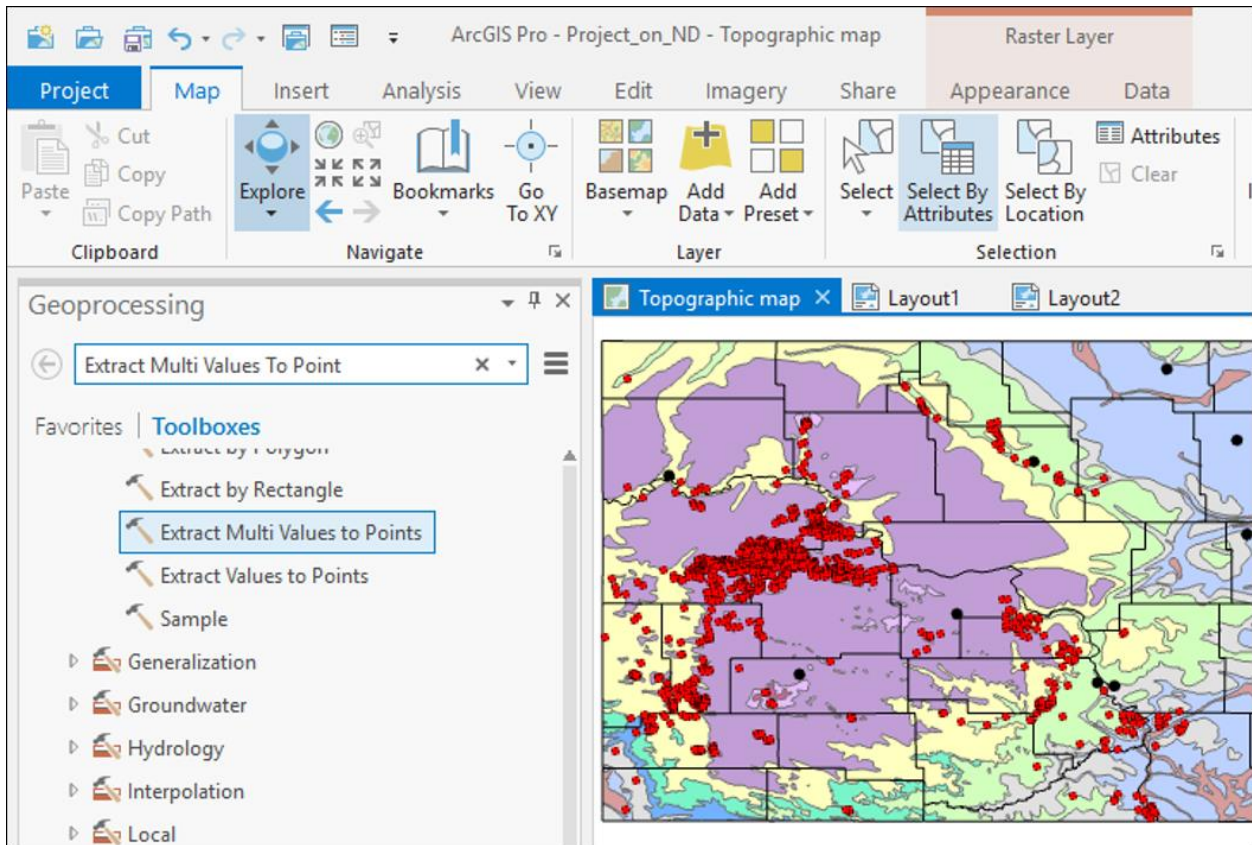 ArcGIS Pro - Project_on_ND - Topographic map
Raster Layer
Project
Map
Insert
Analysis
View
Edit
Imagery
Share
Appearance
Data
Paste
Cut
Copy
Copy Path
Clipboard
Explore
Bookmarks
Go
To XY
Navigate
Basemap
Add
Data
Add
Preset
Layer
Select
Select By
Attributes
Select By
Location
Attributes
Clear
Selection
Geoprocessing
Extract Multi Values To Point
Favorites | Toolboxes
Extract by Polygon
Extract by Rectangle
Extract Multi Values to Points
Extract Values to Points
Sample
Generalization
Groundwater
Hydrology
Interpolation
Local
Topographic map
Layout1
Layout2